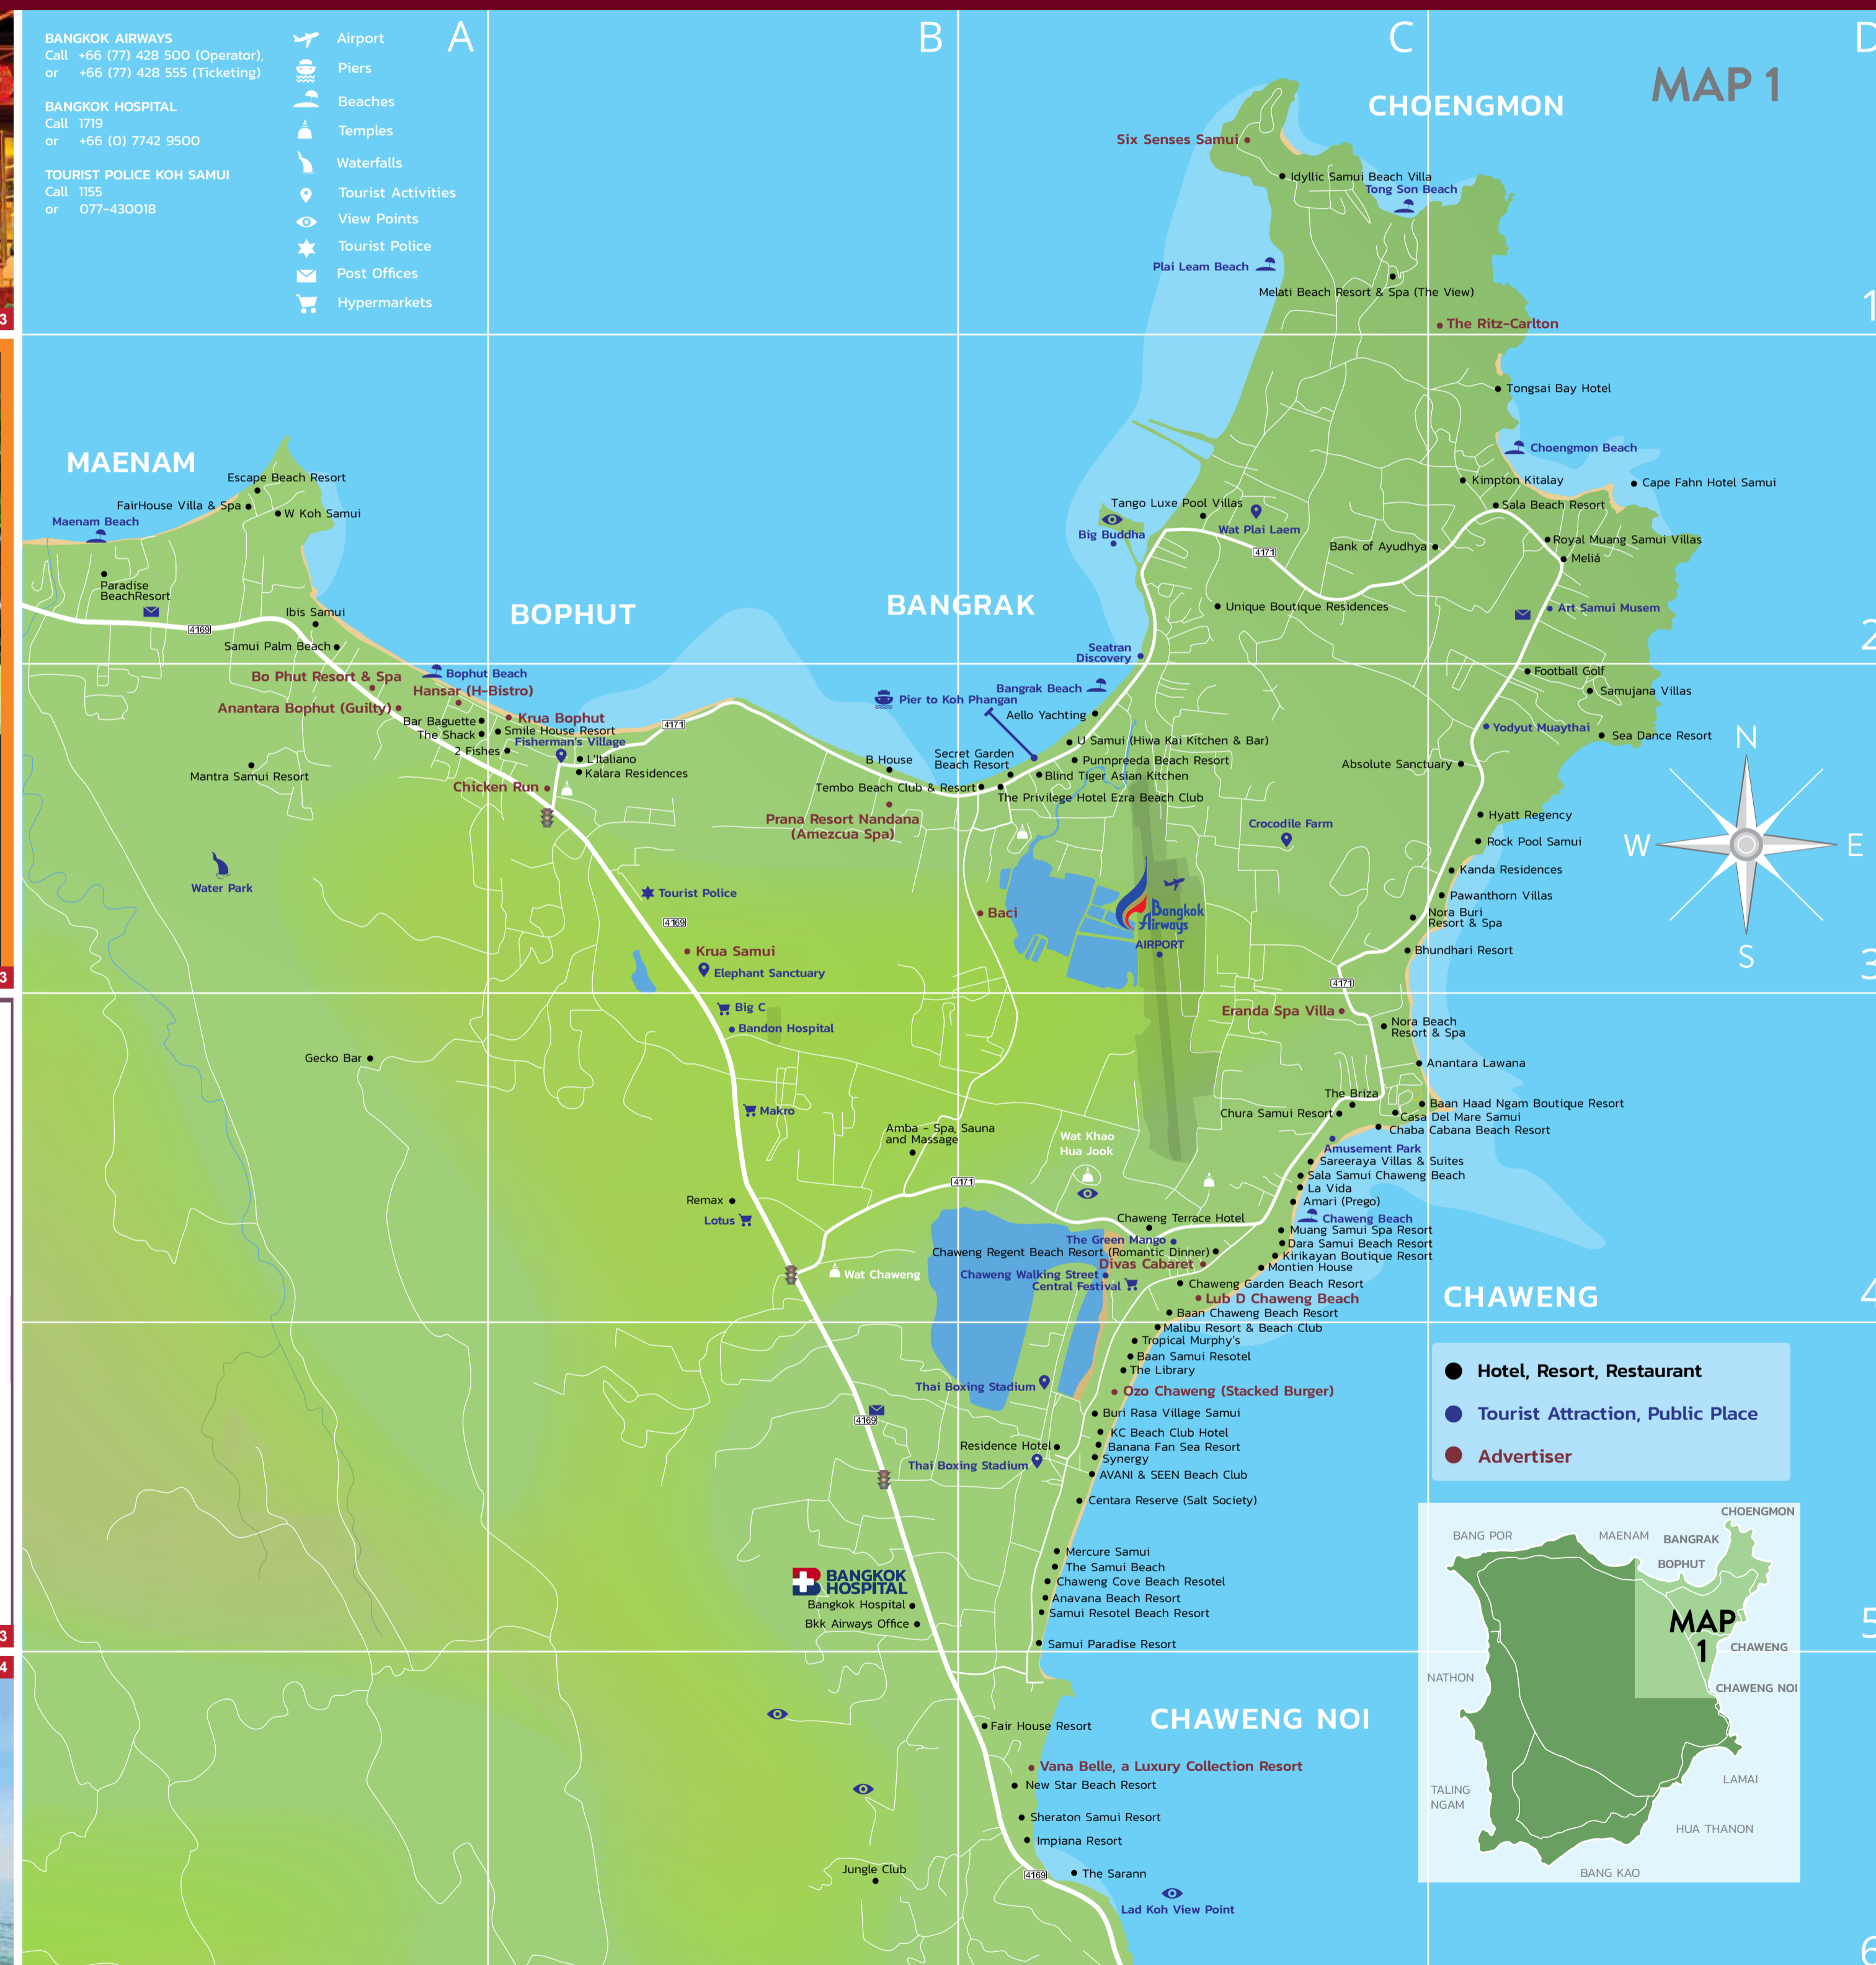 BANGKOK AIRWAYS
Call +66 (77) 428 500 (Operator),
or +66 (77) 428 555 (Ticketing)
BANGKOK HOSPITAL
Call 1719
or +66 (0) 7742 9500
TOURIST POLICE KOH SAMUI
Call 1155
or 077-430018
Airport
Piers
Beaches
Temples
Waterfalls
Tourist Activities
View Points
Tourist Police
Post Offices
Hypermarkets
A
B
C
D
MAP 1
CHOENGMON
Six Senses Samui
Idyllic Samui Beach Villa
Tong Son Beach
Plai Leam Beach
Melati Beach Resort & Spa (The View)
The Ritz-Carlton
1
3
Tongsai Bay Hotel
Choengmon Beach
Kimpton Kitalay
Cape Fahn Hotel Samui
Sala Beach Resort
MAENAM
Escape Beach Resort
FairHouse Villa & Spa
W Koh Samui
Maenam Beach
Paradise
BeachResort
Ibis Samui
4169
Samui Palm Beach
BOPHUT
BANGRAK
Tango Luxe Pool Villas
Wat Plai Laem
Big Buddha
4171
Bank of Ayudhya
Royal Muang Samui Villas
Meliá
Unique Boutique Residences
Art Samui Musem
2
Seatran
Discovery
Football Golf
Samujana Villas
Bo Phut Resort & Spa
Bophut Beach
Hansar (H-Bistro)
Anantara Bophut (Guilty)
Bar Baguette
Krua Bophut
The Shack
Smile House Resort
Fisherman's Village
2 Fishes
L'Italiano
Kalara Residences
Mantra Samui Resort
Chicken Run
4171
Bangrak Beach
Pier to Koh Phangan
Aello Yachting
U Samui (Hiwa Kai Kitchen & Bar)
Secret Garden
Beach Resort
Punnpreeda Beach Resort
B House
Blind Tiger Asian Kitchen
Tembo Beach Club & Resort
The Privilege Hotel Ezra Beach Club
Prana Resort Nandana
(Amezcua Spa)
Yodyut Muaythai
Sea Dance Resort
Absolute Sanctuary
Crocodile Farm
Hyatt Regency
Rock Pool Samui
Kanda Residences
Pawanthorn Villas
Nora Buri
Resort & Spa
Bhundhari Resort
N
W
E
S
Water Park
Tourist Police
4169
Krua Samui
Elephant Sanctuary
Baci
Bangkok
Airways
AIRPORT
3
3
4171
Big C
Bandon Hospital
Eranda Spa Villa
Nora Beach
Resort & Spa
Gecko Bar
Anantara Lawana
Makro
The Briza
Baan Haad Ngam Boutique Resort
Chura Samui Resort
Casa Del Mare Samui
Chaba Cabana Beach Resort
Amba - Spa, Sauna
and Massage
Wat Khao
Hua Jook
Amusement Park
Sareeraya Villas & Suites
Sala Samui Chaweng Beach
La Vida
Amari (Prego)
4171
Remax
Lotus
Chaweng Terrace Hotel
Chaweng Beach
Muang Samui Spa Resort
The Green Mango
Dara Samui Beach Resort
Chaweng Regent Beach Resort (Romantic Dinner)
Kirikayan Boutique Resort
Divas Cabaret
Montien House
Wat Chaweng
Chaweng Walking Street
Central Festival
Chaweng Garden Beach Resort
Lub D Chaweng Beach
Baan Chaweng Beach Resort
CHAWENG
4
Malibu Resort & Beach Club
Tropical Murphy's
Baan Samui Resotel
The Library
Thai Boxing Stadium
Ozo Chaweng (Stacked Burger)
4169
Buri Rasa Village Samui
KC Beach Club Hotel
Residence Hotel
Banana Fan Sea Resort
Synergy
Thai Boxing Stadium
AVANI & SEEN Beach Club
Centara Reserve (Salt Society)
Hotel, Resort, Restaurant
Tourist Attraction, Public Place
Advertiser
Mercure Samui
The Samui Beach
BANGKOK
HOSPITAL
Chaweng Cove Beach Resotel
Anavana Beach Resort
Bangkok Hospital
Samui Resotel Beach Resort
Bkk Airways Office
Samui Paradise Resort
5
3
4
CHOENGMON
BANG POR
MAENAM
BANGRAK
BOPHUT
MAP
1
CHAWENG
NATHON
CHAWENG NOI
LAMAI
TALING
NGAM
HUA THANON
BANG KAO
CHAWENG NOI
Fair House Resort
Vana Belle, a Luxury Collection Resort
New Star Beach Resort
Sheraton Samui Resort
Impiana Resort
Jungle Club
4169
The Sarann
Lad Koh View Point
6